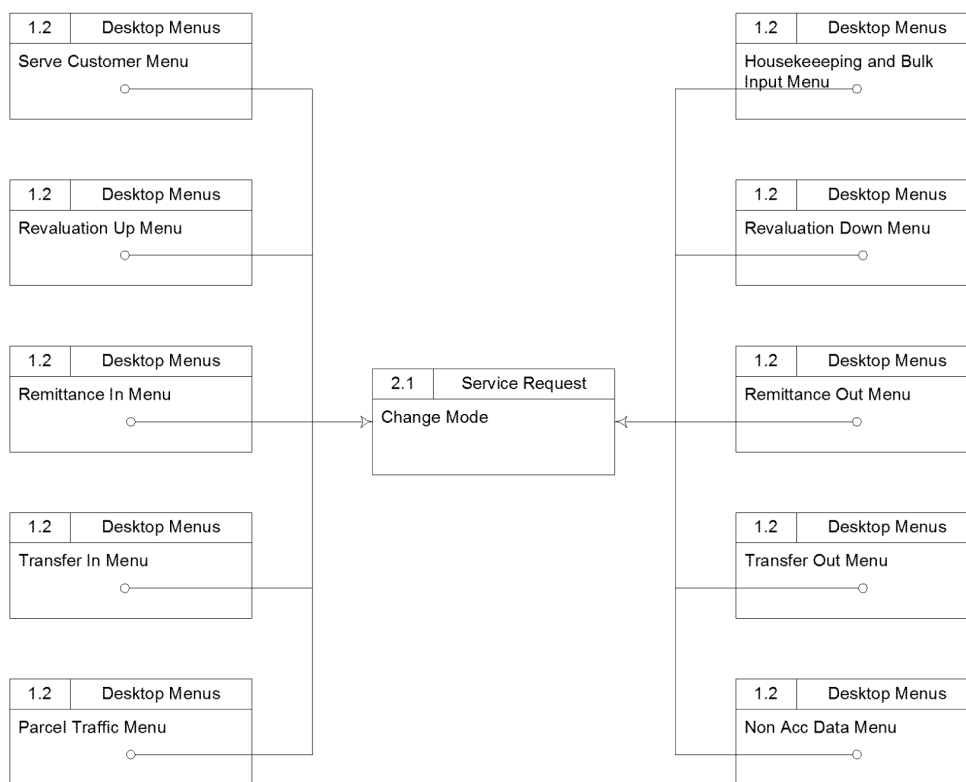 1.2 Desktop Menus
Serve Customer Menu
1.2 Desktop Menus
Housekeeeping and Bulk
Input Menu
1.2 Desktop Menus
Revaluation Up Menu
1.2 Desktop Menus
Revaluation Down Menu
1.2 Desktop Menus
Remittance In Menu
2.1 Service Request
Change Mode
1.2 Desktop Menus
Remittance Out Menu
1.2 Desktop Menus
Transfer In Menu
1.2 Desktop Menus
Transfer Out Menu
1.2 Desktop Menus
Parcel Traffic Menu
1.2 Desktop Menus
Non Acc Data Menu